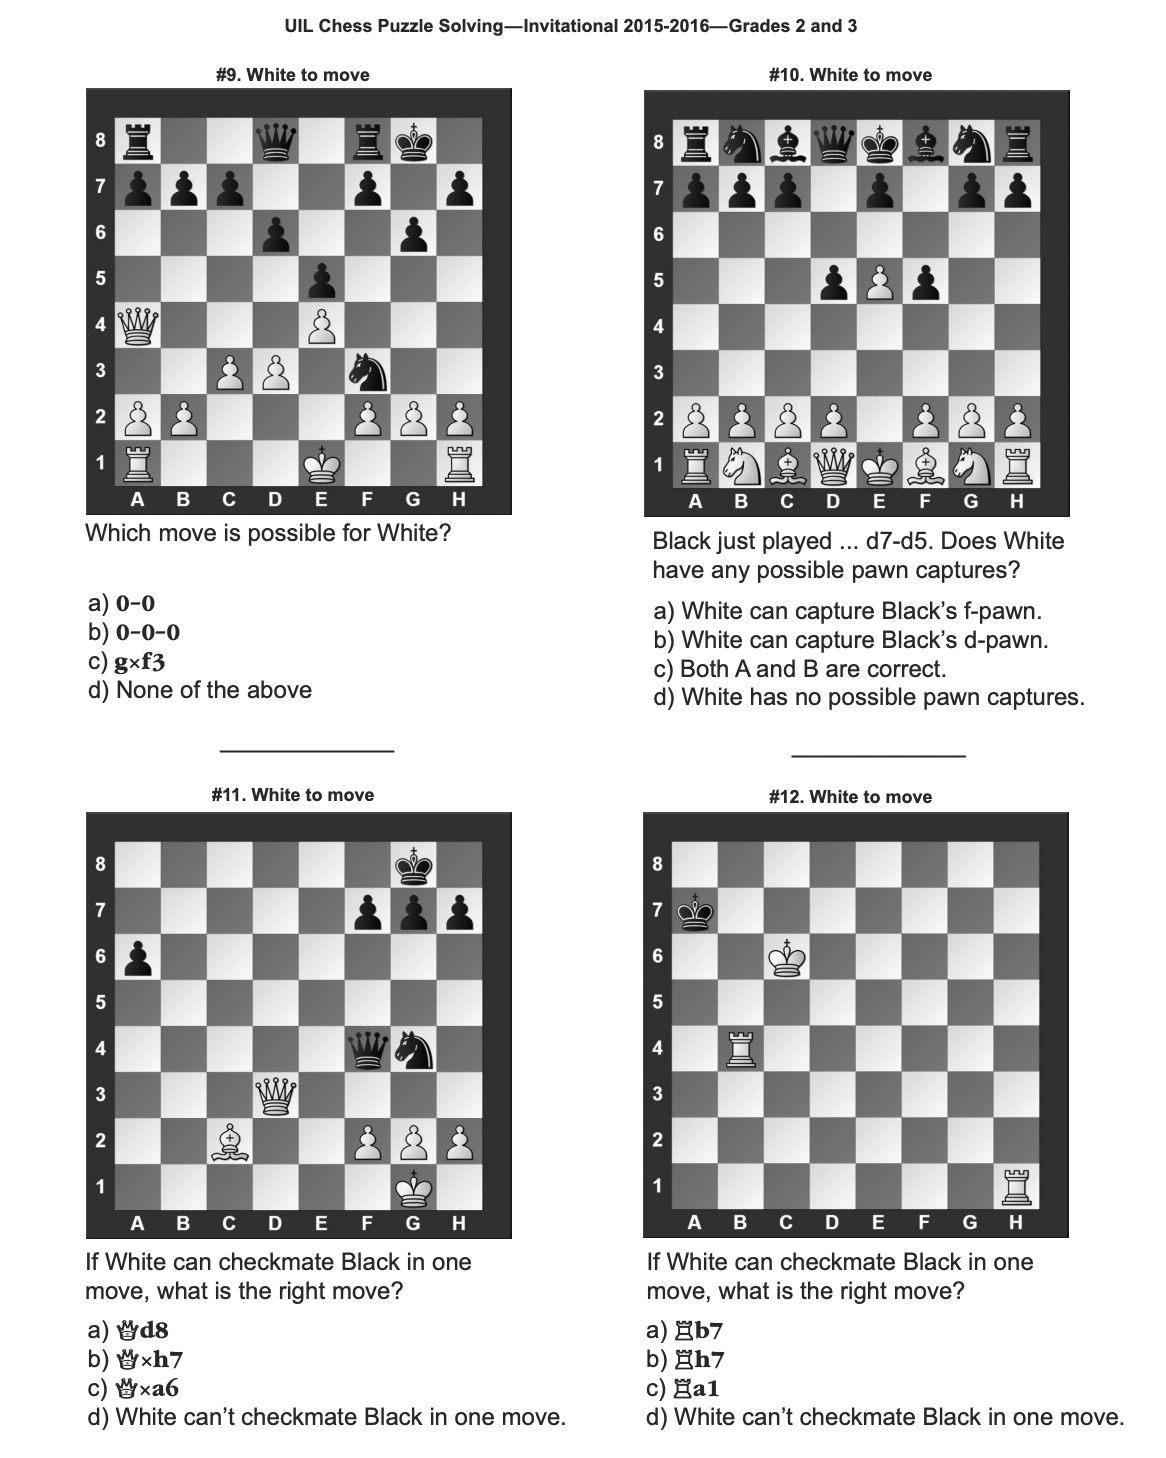 UIL Chess Puzzle Solving—Invitational 2015-2016—Grades 2 and 3
#9. White to move
8
7
6
5
4
3
2
1
A B C D E F G H
Which move is possible for White?
a) 0-0
b) 0-0-0
c) g×f3
d) None of the above
#10. White to move
8
7
6
5
4
3
2
1
A B C D E F G H
Black just played ... d7-d5. Does White
have any possible pawn captures?
a) White can capture Black’s f-pawn.
b) White can capture Black’s d-pawn.
c) Both A and B are correct.
d) White has no possible pawn captures.
#11. White to move
8
7
6
5
4
3
2
1
A B C D E F G H
If White can checkmate Black in one
move, what is the right move?
a) ♕d8
b) ♕×h7
c) ♕×a6
d) White can’t checkmate Black in one move.
#12. White to move
8
7
6
5
4
3
2
1
A B C D E F G H
If White can checkmate Black in one
move, what is the right move?
a) ♖b7
b) ♖h7
c) ♖a1
d) White can’t checkmate Black in one move.